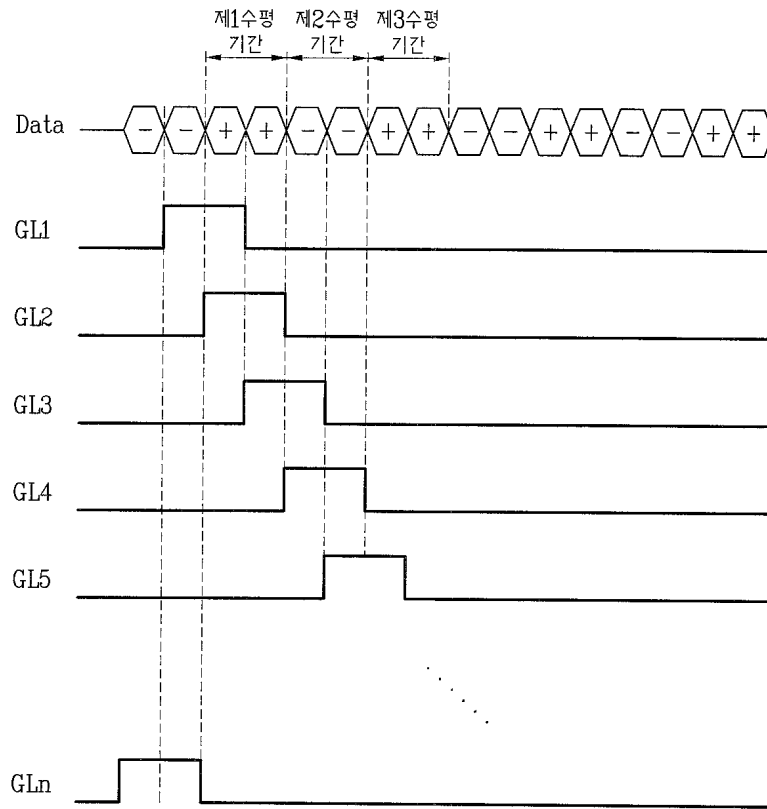 제1수평 제2수평 제3수평
기간 기간 기간
Data - - + + - - + + - - + + - - + +
GL1
GL2
GL3
GL4
GL5
GLn